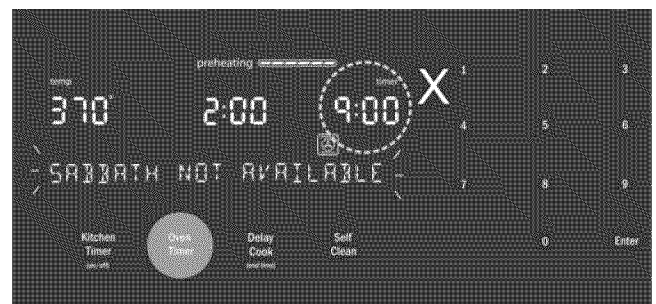 preheating
temp timer X
370° 2:00 9:00
SABBATH NOT AVAILABLE
1 2 3
4 5 6
7 8 9
0 Enter
Kitchen Timer
Oven Timer
Delay Cook
Self Clean